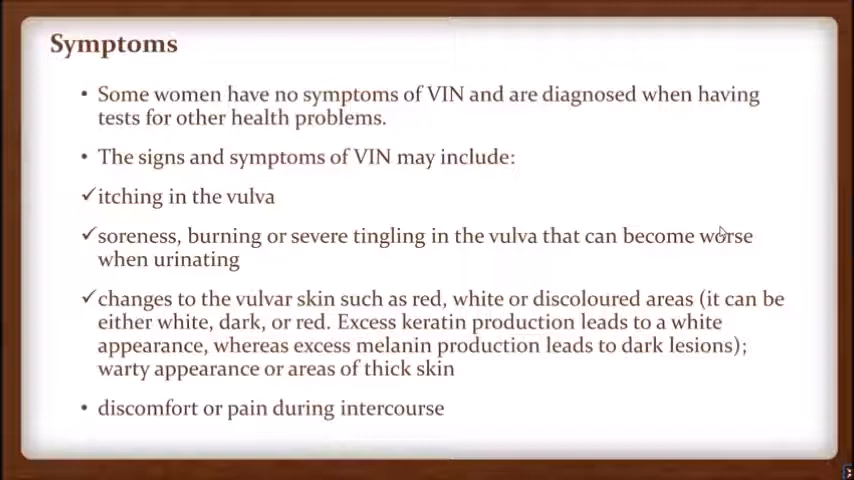 Symptoms
• Some women have no symptoms of VIN and are diagnosed when having
tests for other health problems.
• The signs and symptoms of VIN may include:
✓itching in the vulva
✓soreness, burning or severe tingling in the vulva that can become worse
when urinating
✓changes to the vulvar skin such as red, white or discoloured areas (it can be
either white, dark, or red. Excess keratin production leads to a white
appearance, whereas excess melanin production leads to dark lesions);
warty appearance or areas of thick skin
• discomfort or pain during intercourse